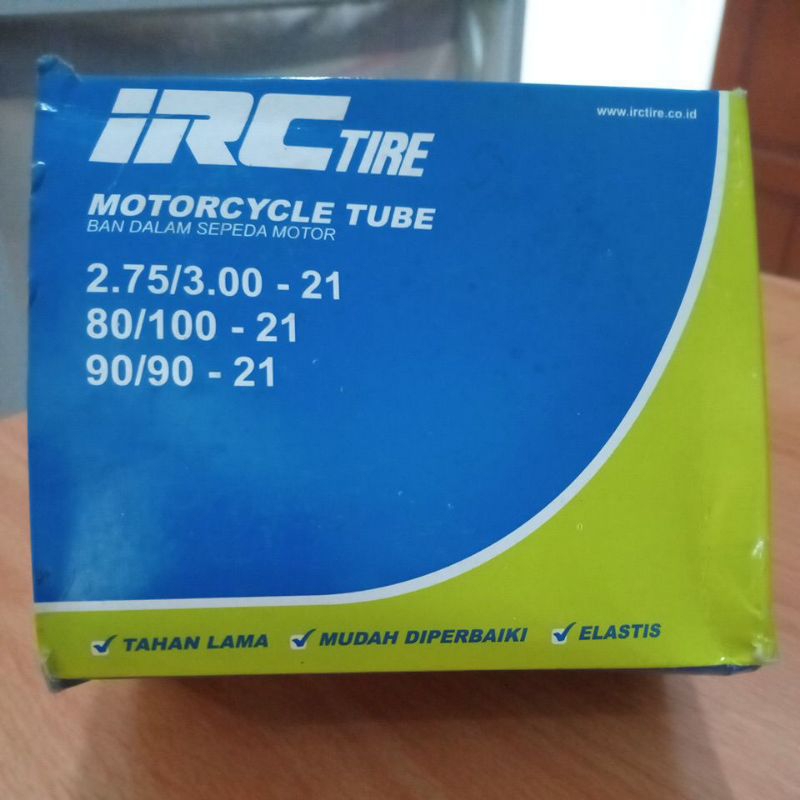 IRC TIRE
www.irctire.co.id
MOTORCYCLE TUBE
BAN DALAM SEPEDA MOTOR
2.75/3.00 - 21
80/100 - 21
90/90 - 21
TAHAN LAMA MUDAH DIPERBAIKI ELASTIS